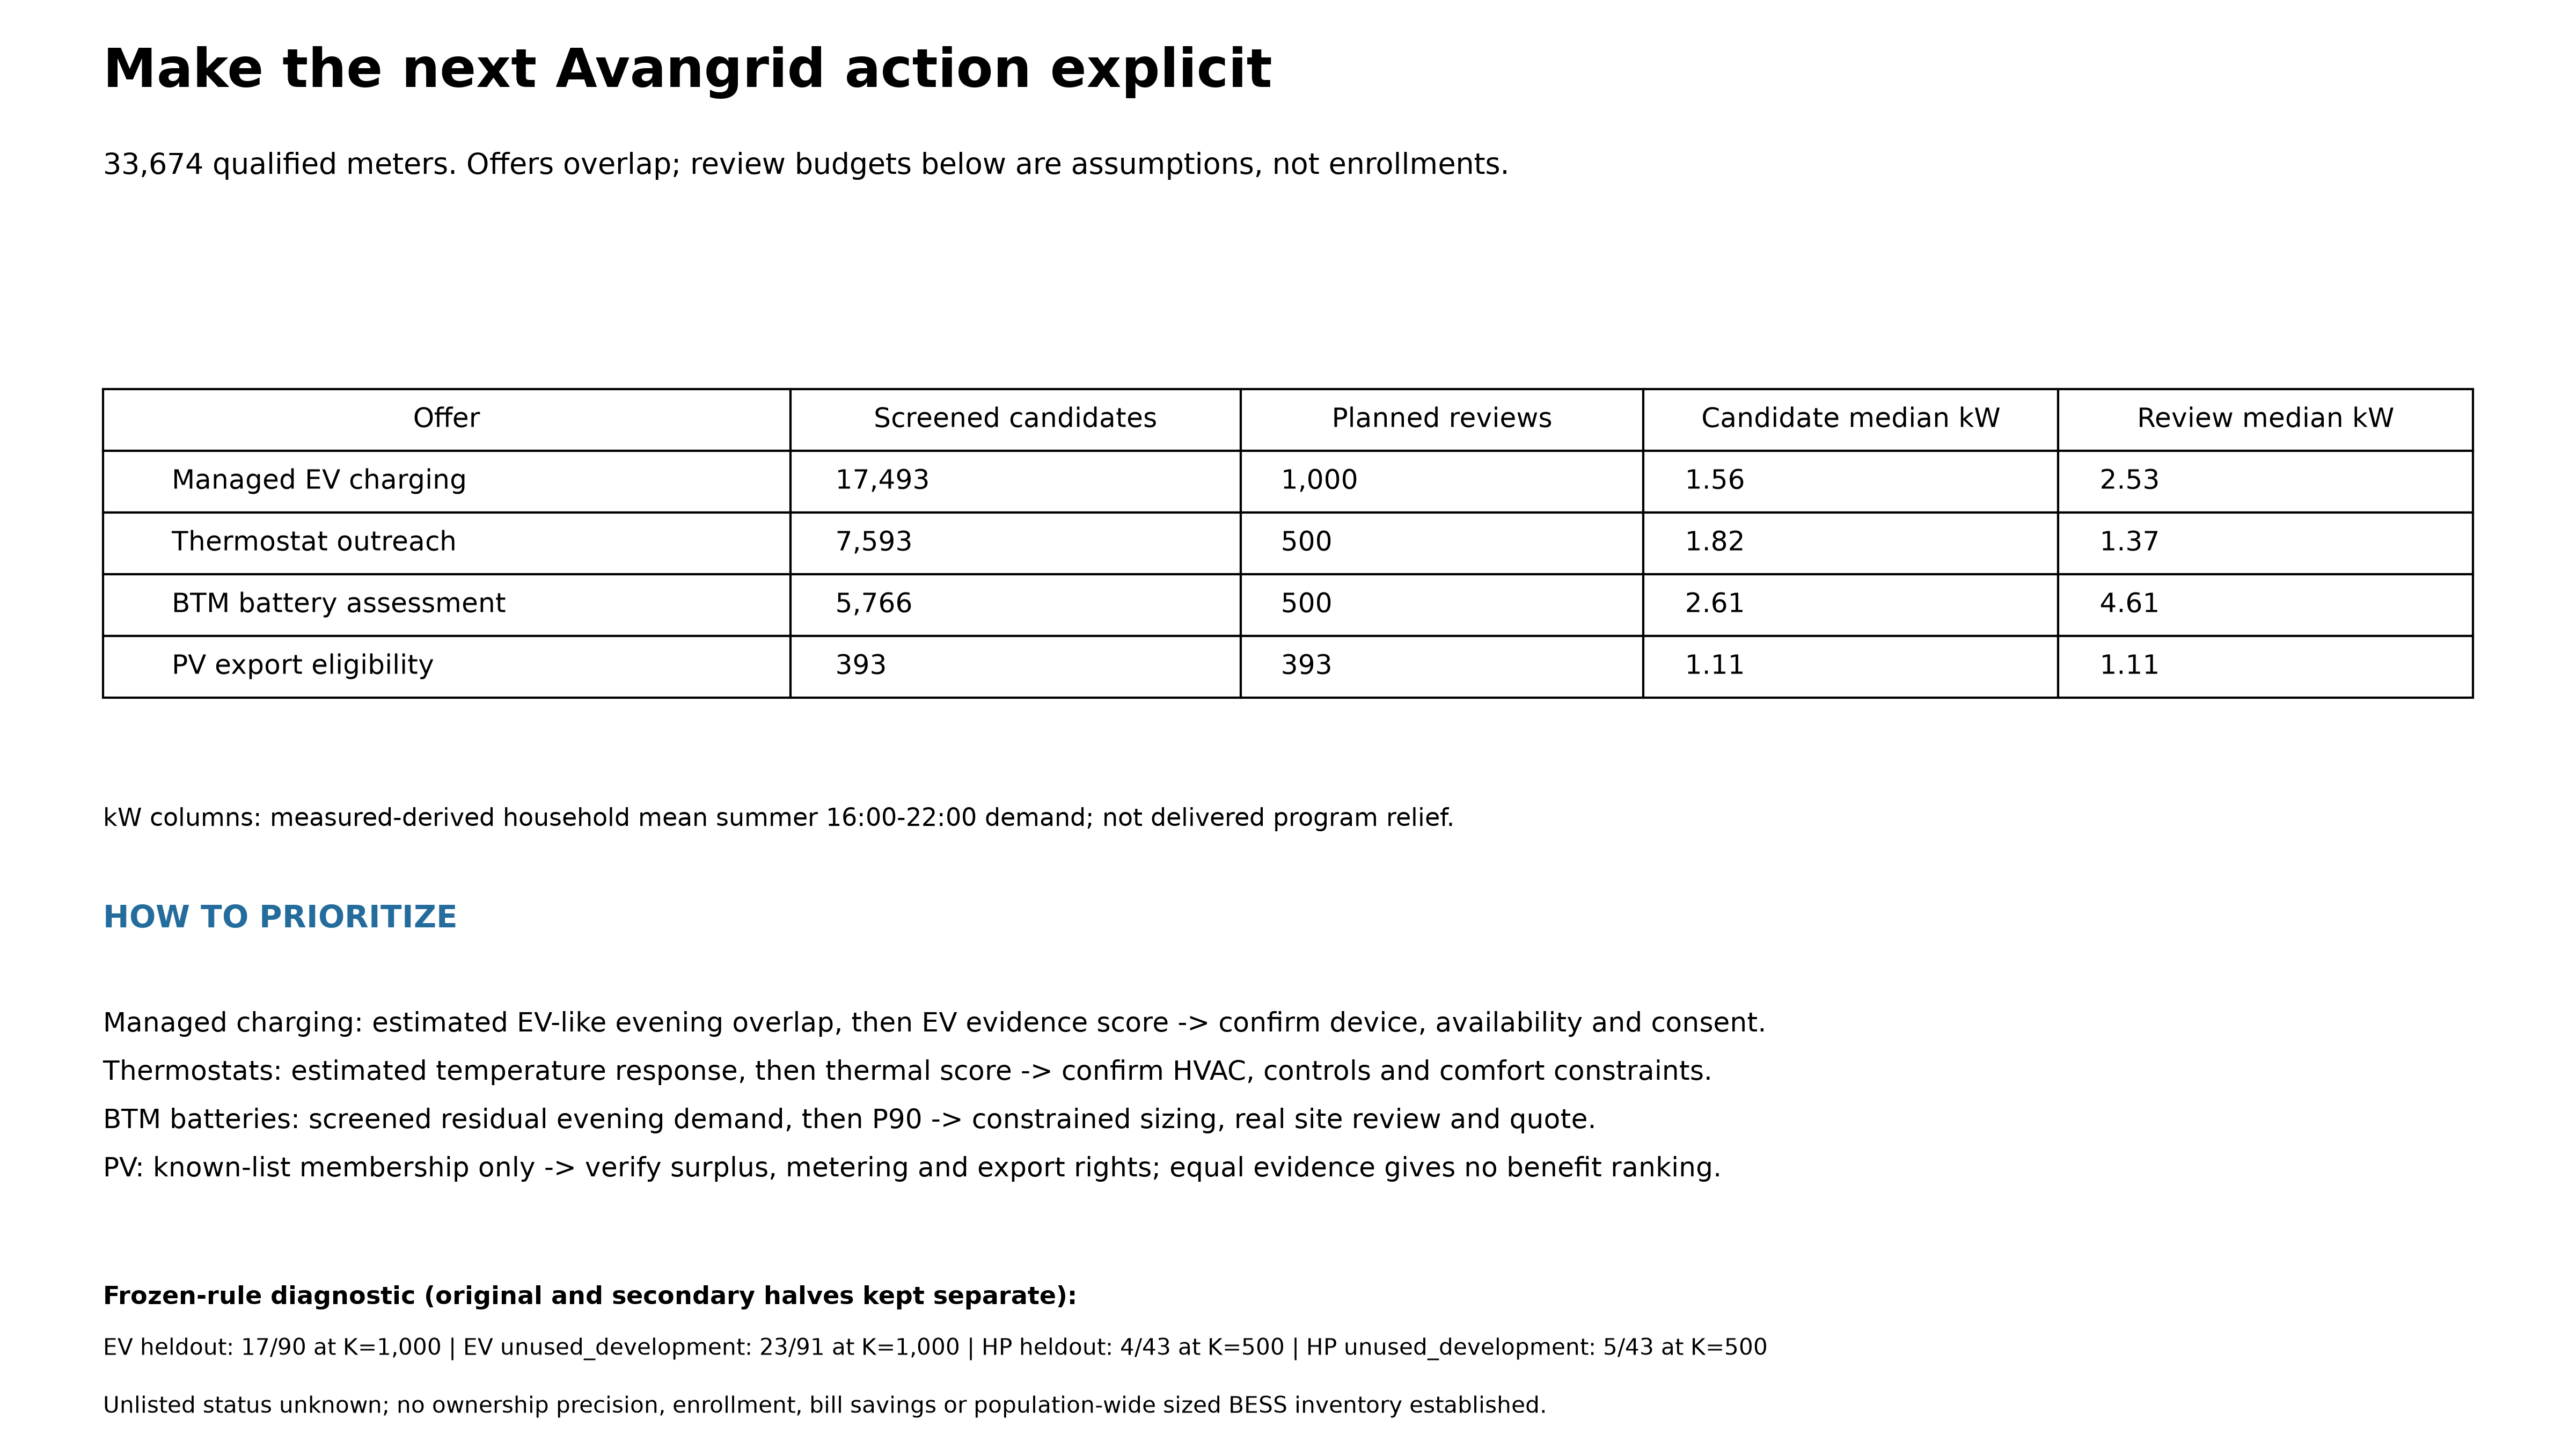 Make the next Avangrid action explicit
33,674 qualified meters. Offers overlap; review budgets below are assumptions, not enrollments.
Offer Screened candidates Planned reviews Candidate median kW Review median kW
Managed EV charging 17,493 1,000 1.56 2.53
Thermostat outreach 7,593 500 1.82 1.37
BTM battery assessment 5,766 500 2.61 4.61
PV export eligibility 393 393 1.11 1.11
kW columns: measured-derived household mean summer 16:00-22:00 demand; not delivered program relief.
HOW TO PRIORITIZE
Managed charging: estimated EV-like evening overlap, then EV evidence score -> confirm device, availability and consent.
Thermostats: estimated temperature response, then thermal score -> confirm HVAC, controls and comfort constraints.
BTM batteries: screened residual evening demand, then P90 -> constrained sizing, real site review and quote.
PV: known-list membership only -> verify surplus, metering and export rights; equal evidence gives no benefit ranking.
Frozen-rule diagnostic (original and secondary halves kept separate):
EV heldout: 17/90 at K=1,000 | EV unused_development: 23/91 at K=1,000 | HP heldout: 4/43 at K=500 | HP unused_development: 5/43 at K=500
Unlisted status unknown; no ownership precision, enrollment, bill savings or population-wide sized BESS inventory established.